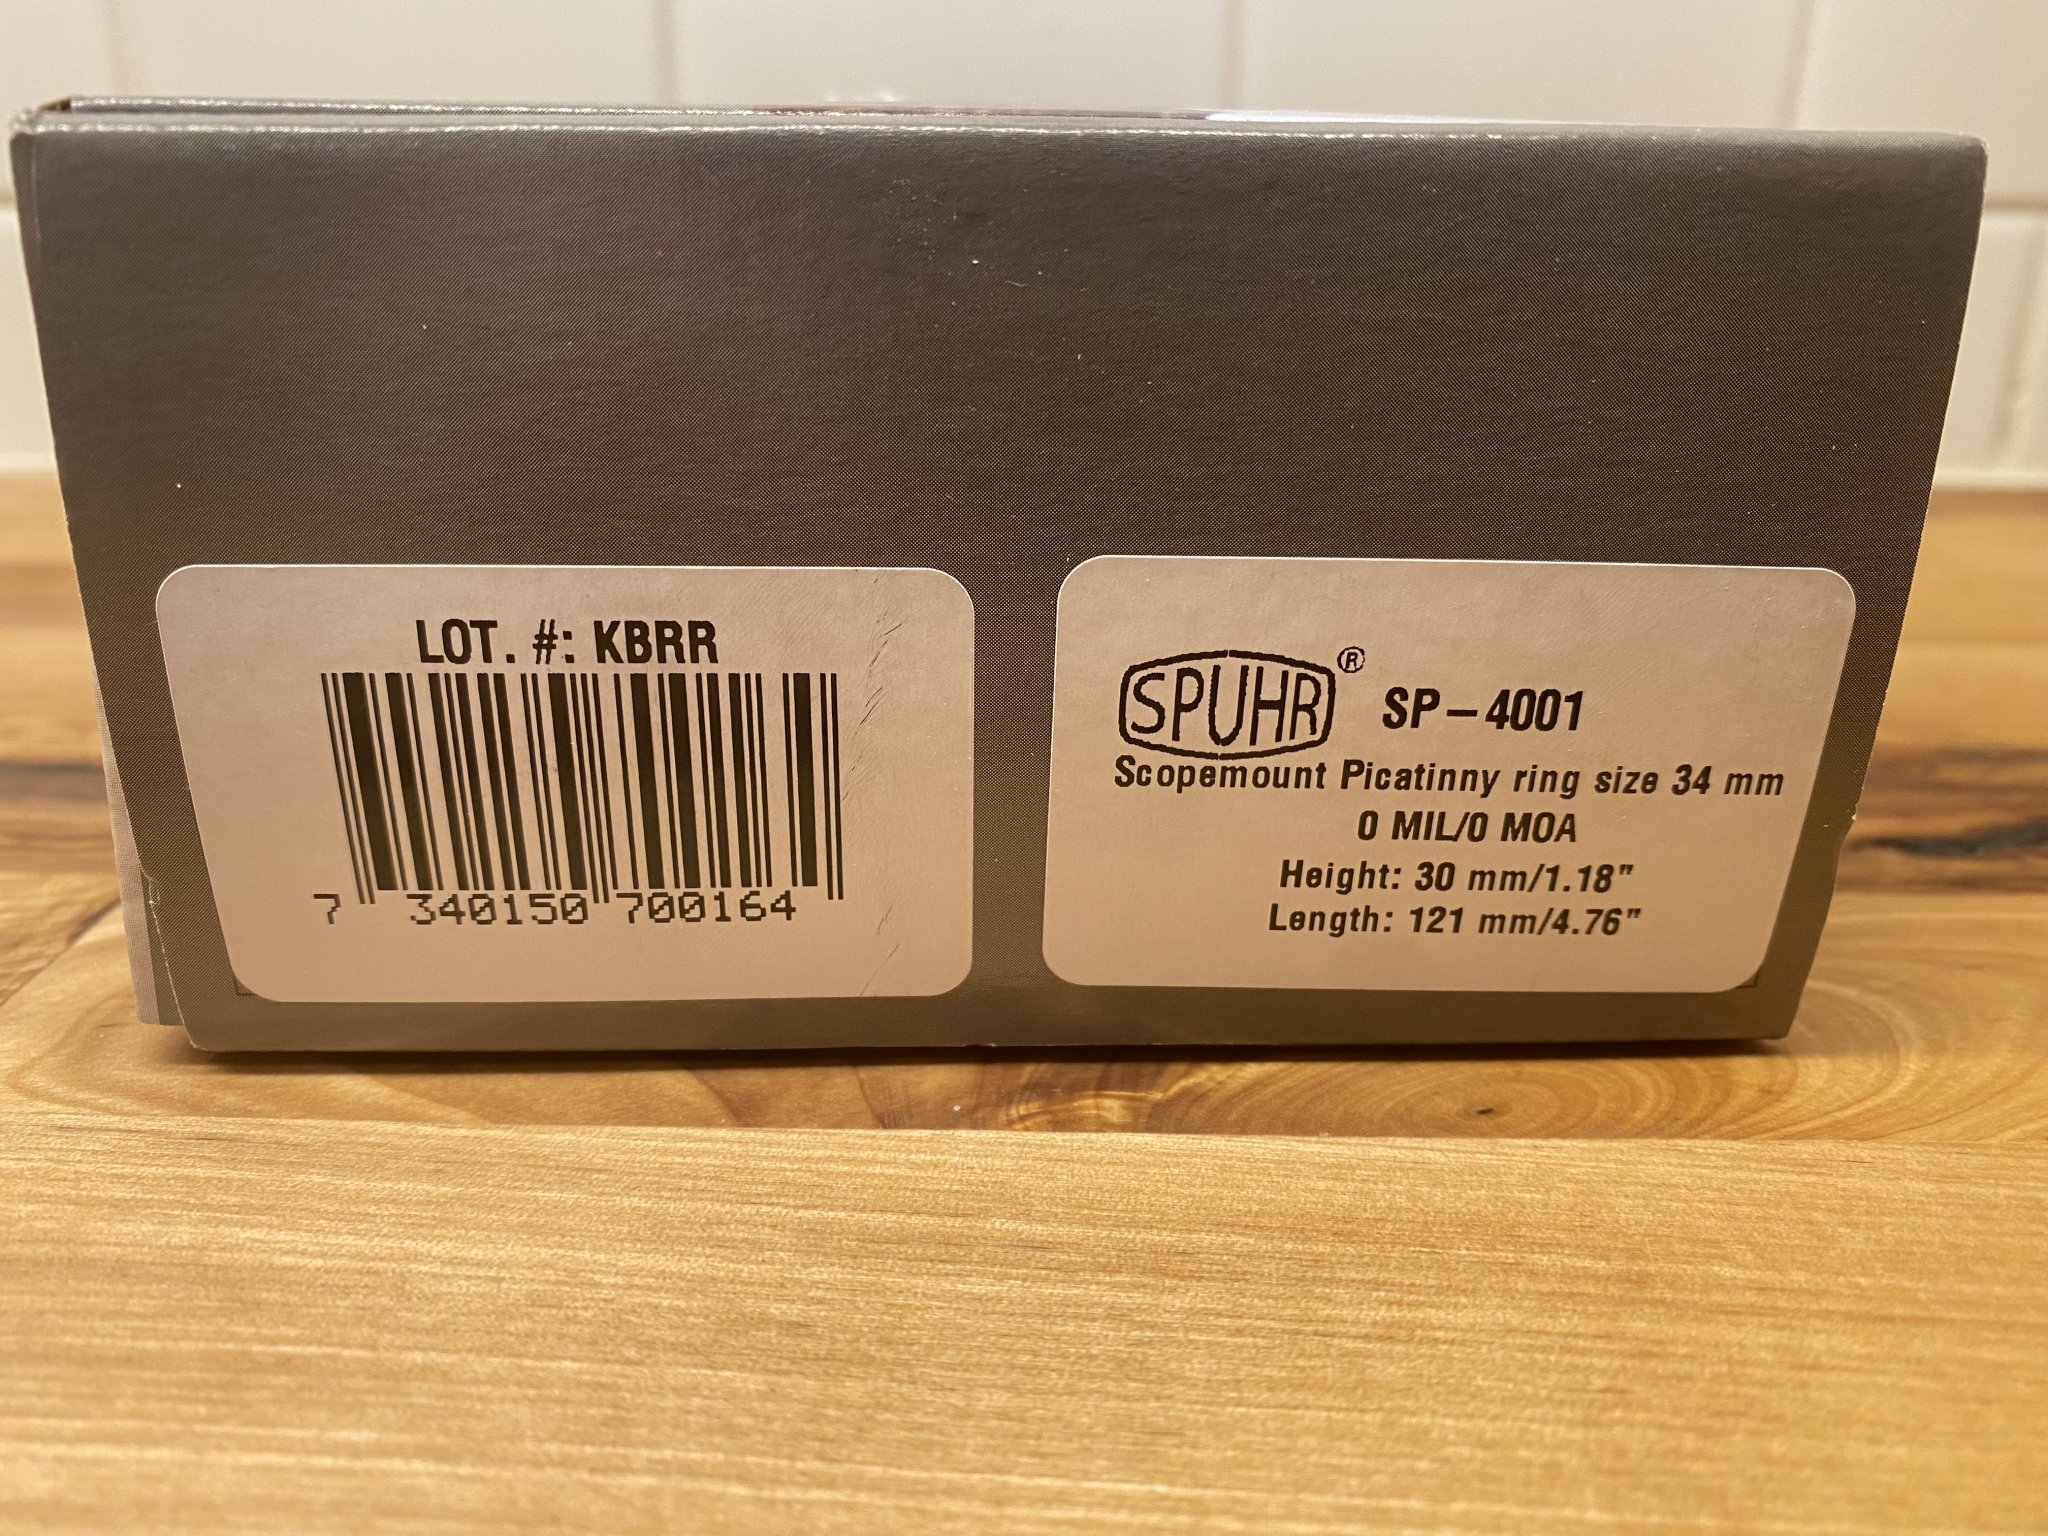 LOT. #: KBRR
7 340150 700164
SPUHR® SP-4001
Scopemount Picatinny ring size 34 mm
0 MIL/0 MOA
Height: 30 mm/1.18"
Length: 121 mm/4.76"